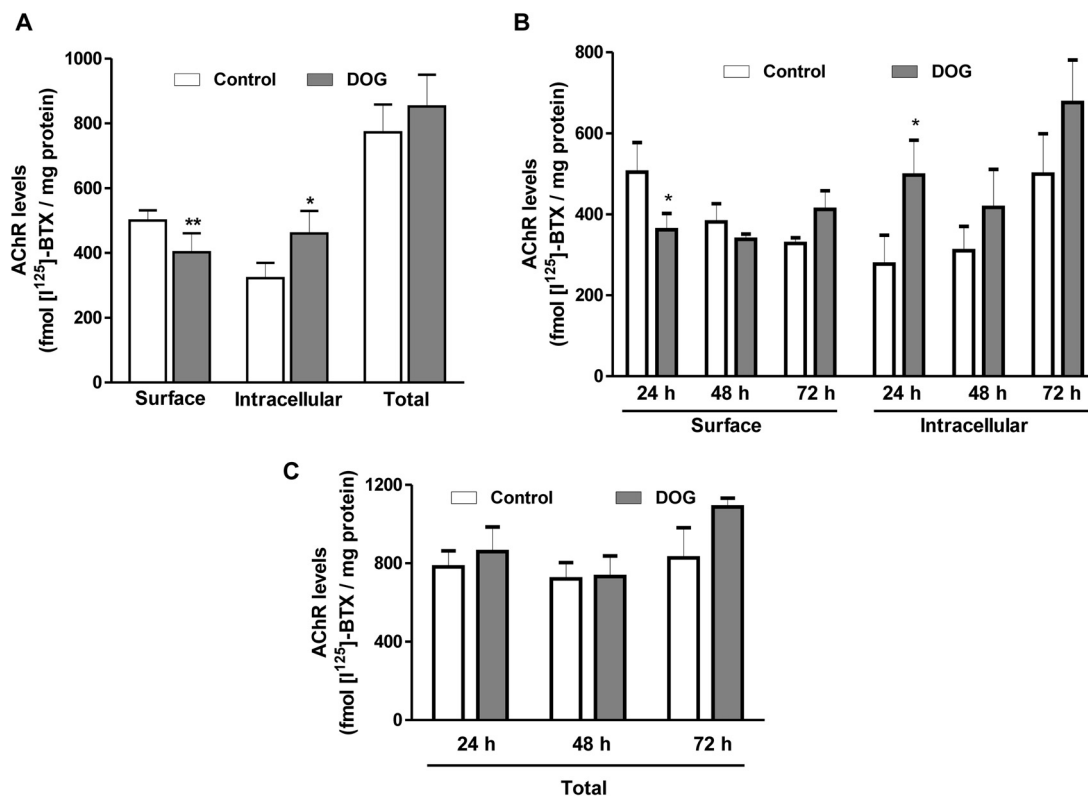 A
AChR levels
(fmol [I¹²⁵]-BTX / mg protein)
1000
800
600
400
200
0
Control DOG
**
*
Surface Intracellular Total
B
AChR levels
(fmol [I¹²⁵]-BTX / mg protein)
800
600
400
200
0
Control DOG
*
*
24 h 48 h 72 h 24 h 48 h 72 h
Surface Intracellular
C
AChR levels
(fmol [I¹²⁵]-BTX / mg protein)
1200
800
400
0
Control DOG
24 h 48 h 72 h
Total